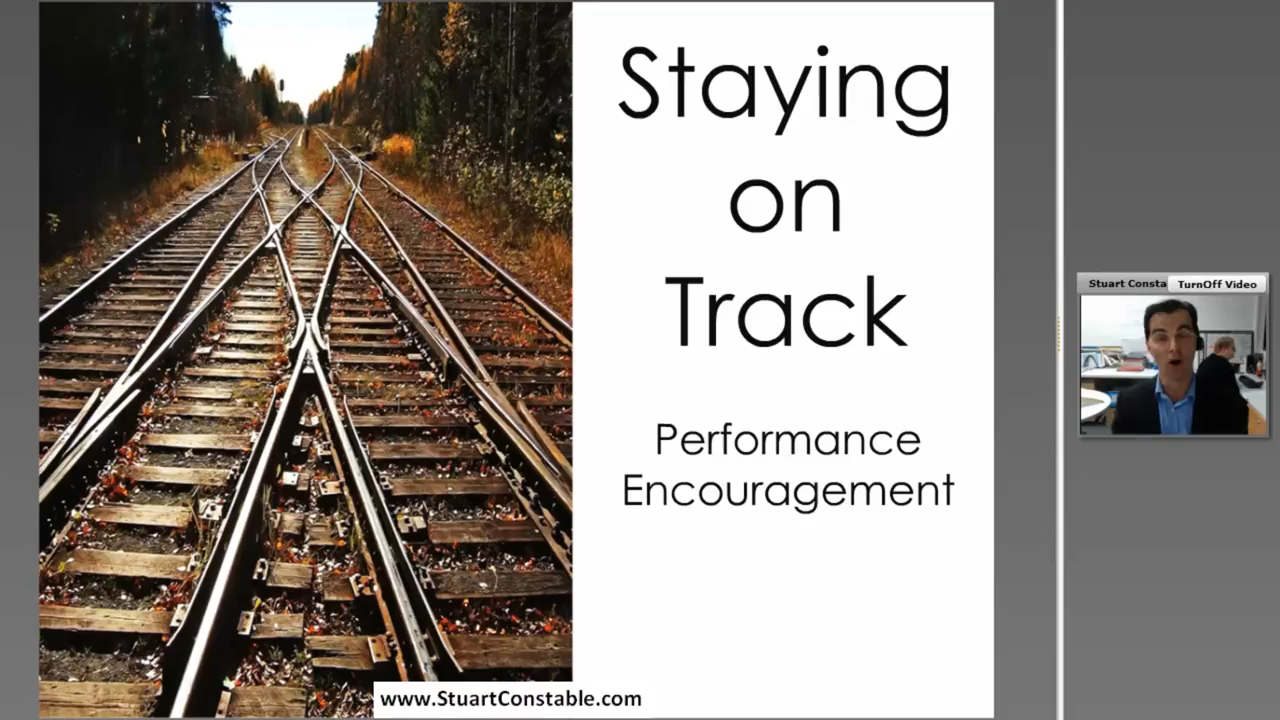 Staying
on
Track
Performance
Encouragement
www.StuartConstable.com
Stuart Consta
TurnOff Video